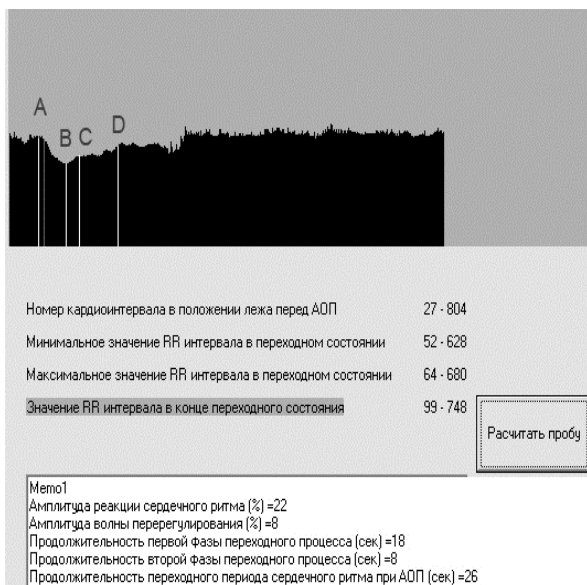 A
B C D
Номер кардиоинтервала в положении лежа перед АОП 27 - 804
Минимальное значение RR интервала в переходном состоянии 52 - 628
Максимальное значение RR интервала в переходном состоянии 64 - 680
Значение RR интервала в конце переходного состояния 99 - 748
Расчитать пробу
Memo1
Амплитуда реакции сердечного ритма (%) =22
Амплитуда волны перерегулирования (%) =8
Продолжительность первой фазы переходного процесса (сек) =18
Продолжительность второй фазы переходного процесса (сек) =8
Продолжительность переходного периода сердечного ритма при АОП (сек) =26